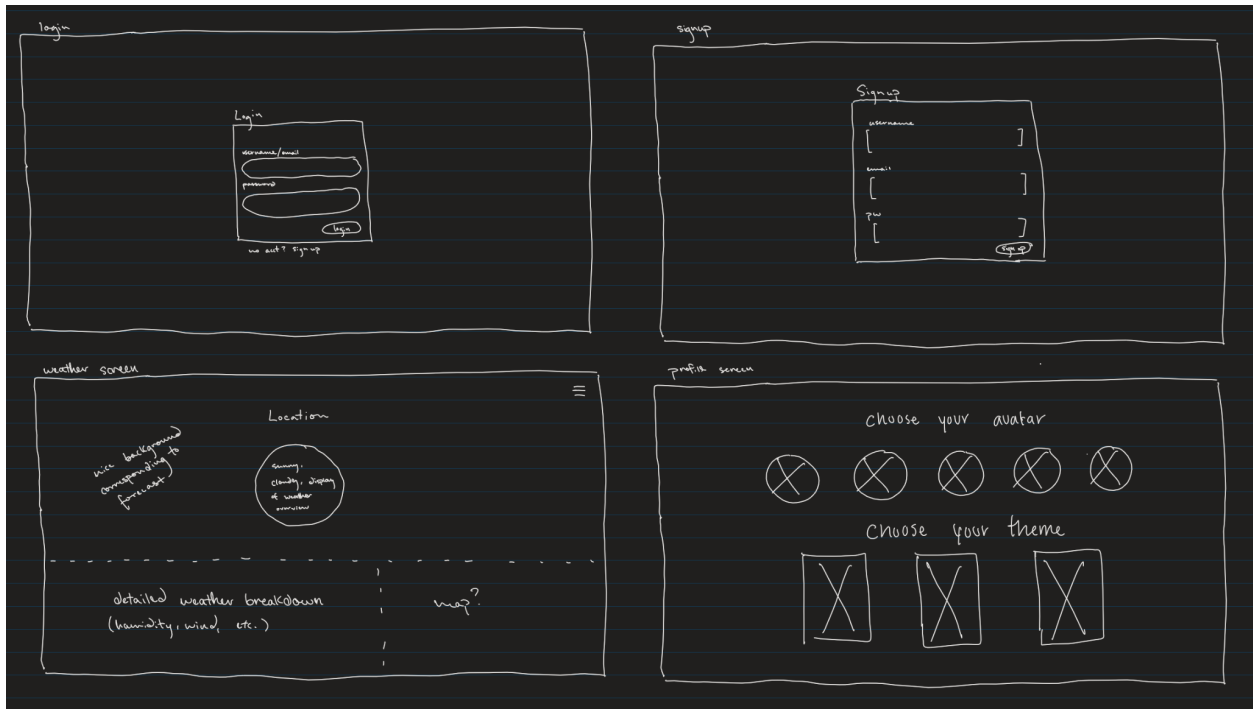 login
Login
username/email
password
login
no acct? sign up
signup
Signup
username
email
pw
sign up
weather screen
Location
nice background
corresponding to
forecast
sunny,
cloudy, display
of weather
overview
detailed weather breakdown
(humidity, wind, etc.)
map?
profile screen
choose your avatar
choose your theme